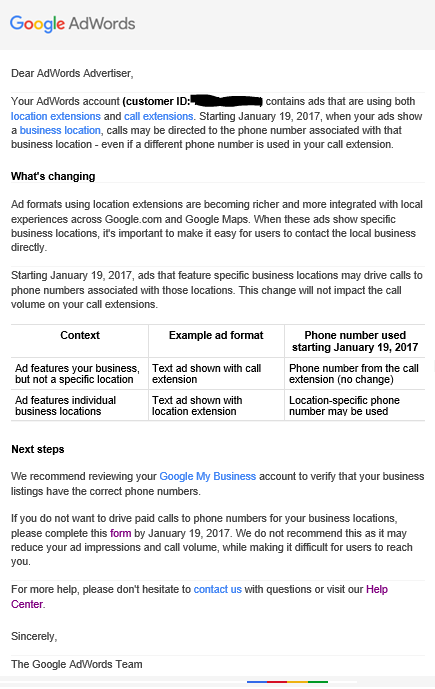 Google AdWords
Dear AdWords Advertiser,
Your AdWords account (customer ID: contains ads that are using both
location extensions and call extensions. Starting January 19, 2017, when your ads show
a business location, calls may be directed to the phone number associated with that
business location - even if a different phone number is used in your call extension.
What's changing
Ad formats using location extensions are becoming richer and more integrated with local
experiences across Google.com and Google Maps. When these ads show specific
business locations, it's important to make it easy for users to contact the local business
directly.
Starting January 19, 2017, ads that feature specific business locations may drive calls to
phone numbers associated with those locations. This change will not impact the call
volume on your call extensions.
Context Example ad format Phone number used
starting January 19, 2017
Ad features your business, Text ad shown with call Phone number from the call
but not a specific location extension extension (no change)
Ad features individual Text ad shown with Location-specific phone
business locations location extension number may be used
Next steps
We recommend reviewing your Google My Business account to verify that your business
listings have the correct phone numbers.
If you do not want to drive paid calls to phone numbers for your business locations,
please complete this form by January 19, 2017. We do not recommend this as it may
reduce your ad impressions and call volume, while making it difficult for users to reach
you.
For more help, please don't hesitate to contact us with questions or visit our Help
Center.
Sincerely,
The Google AdWords Team